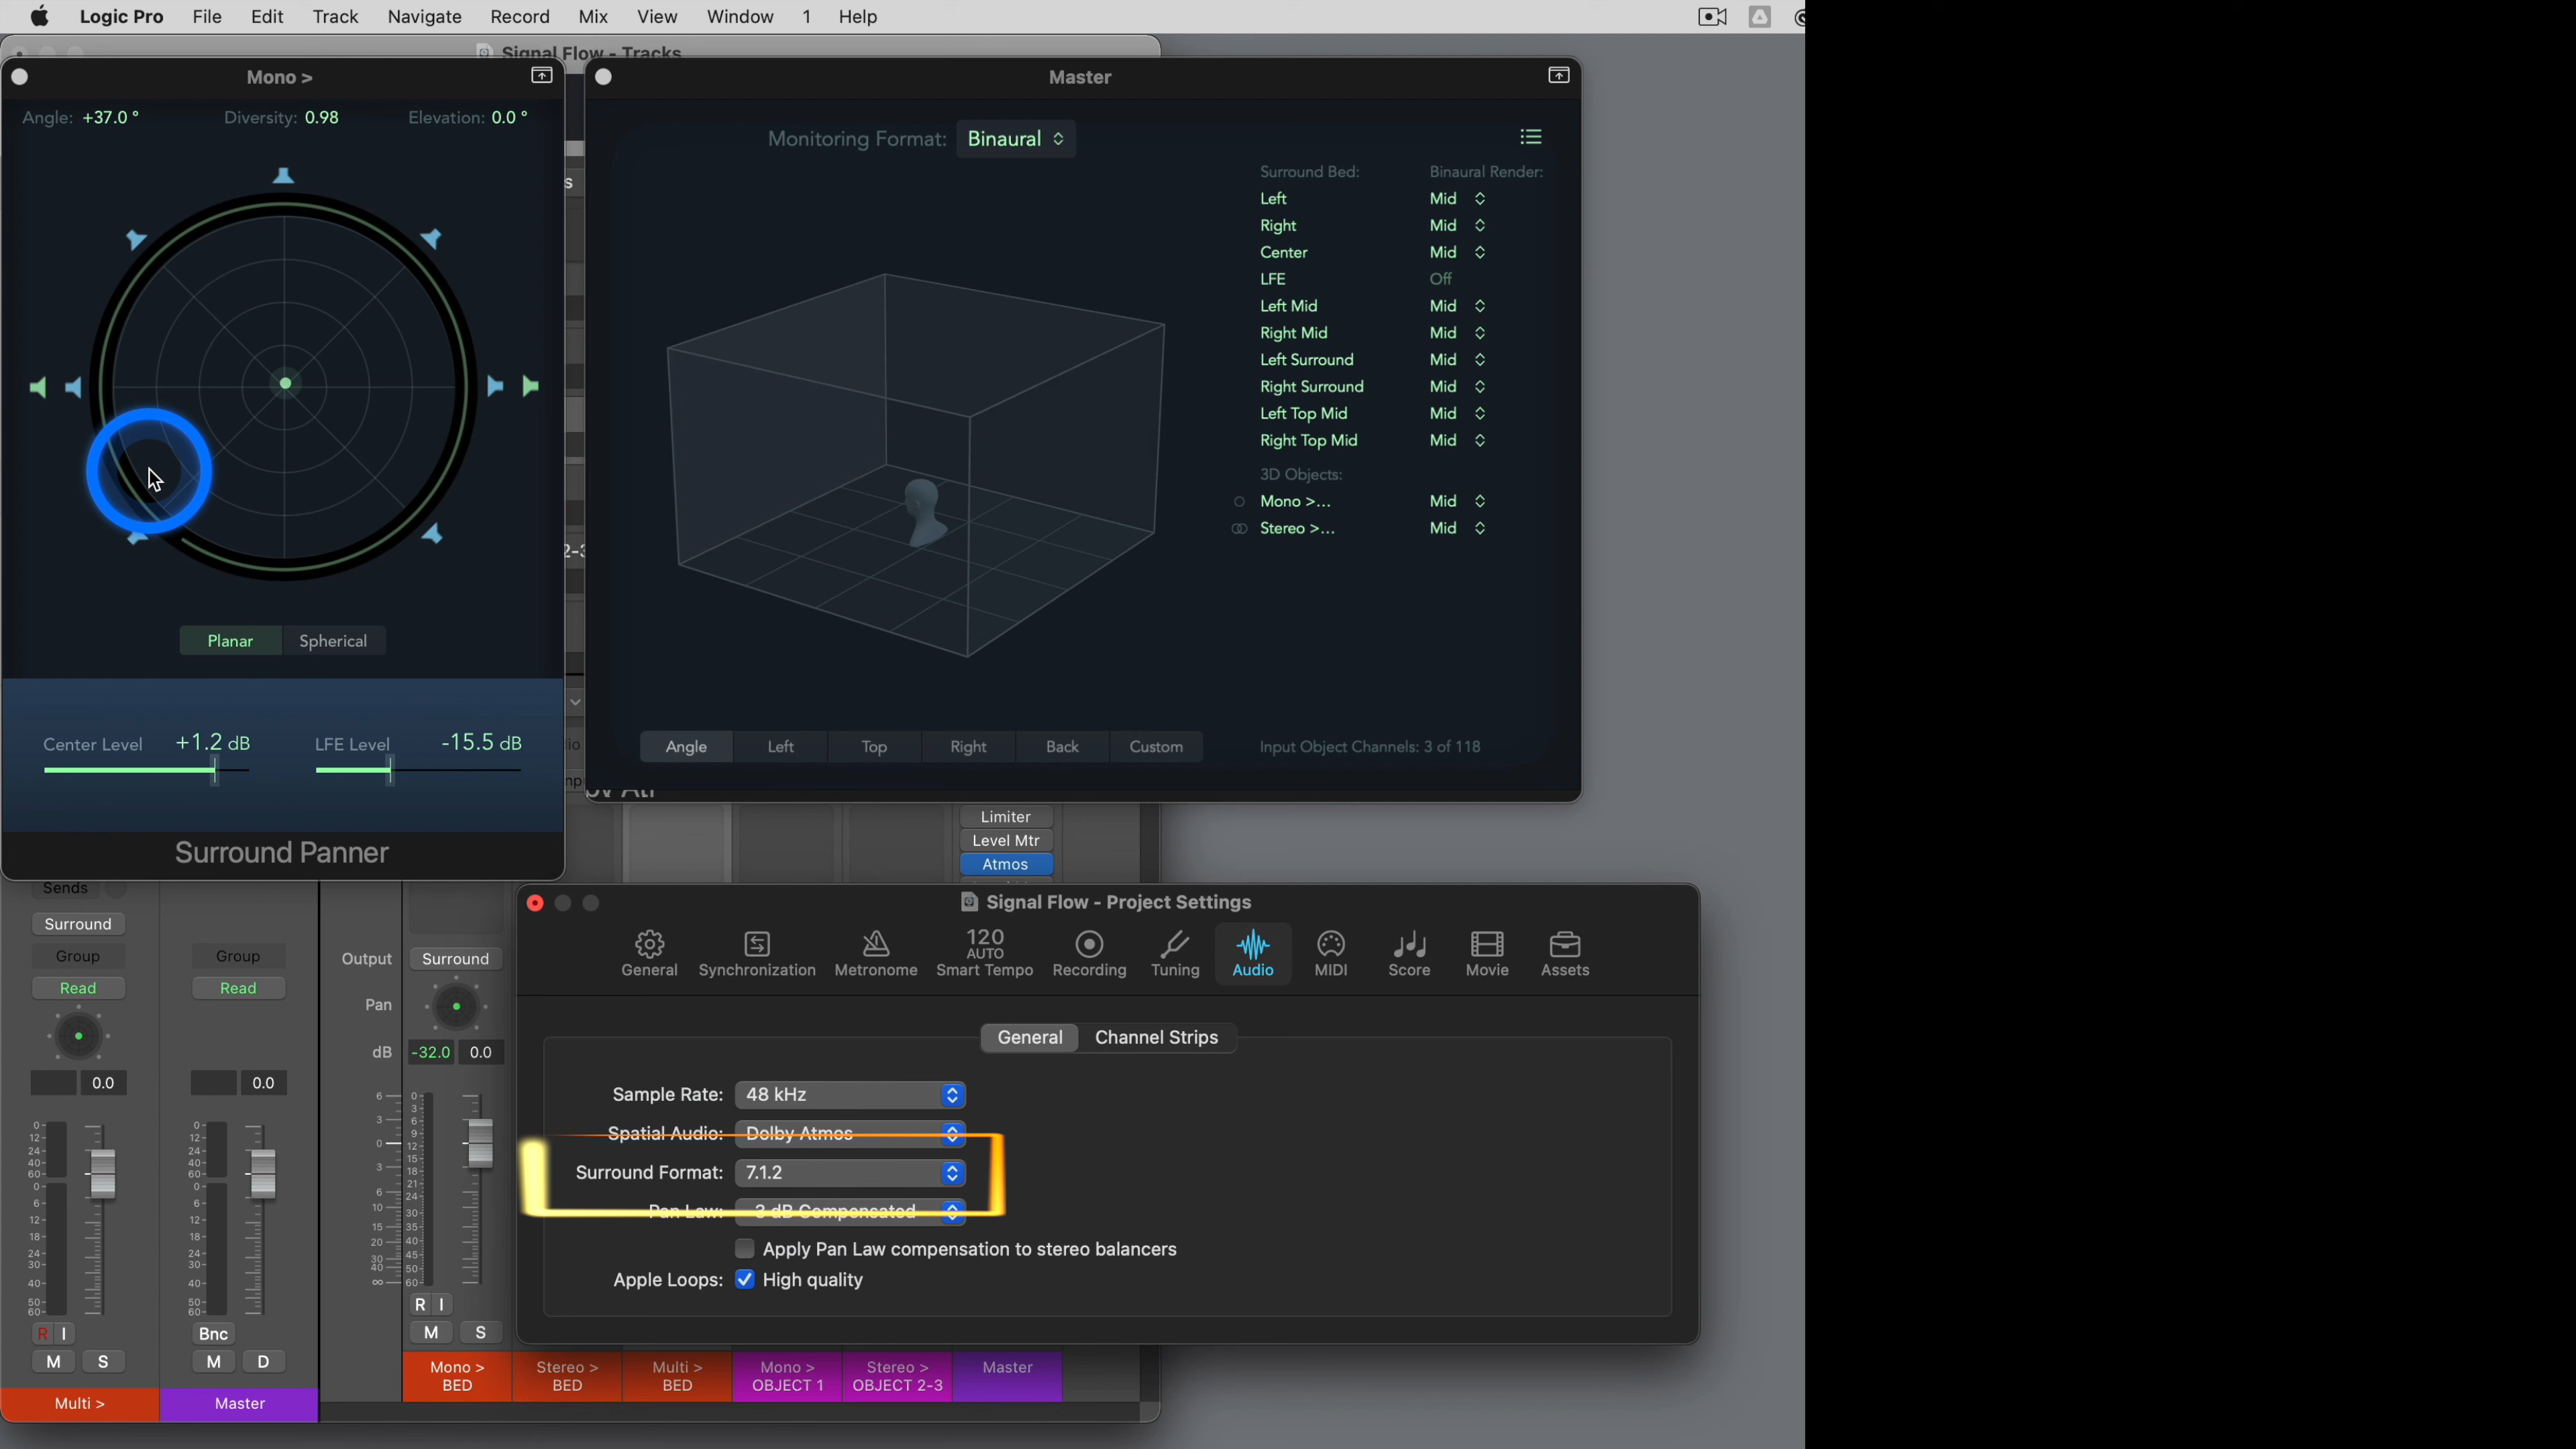 Logic Pro File Edit Track Navigate Record Mix View Window 1 Help
Signal Flow - Tracks
Mono >
Angle: +37.0 ° Diversity: 0.98 Elevation: 0.0 °
Planar Spherical
Center Level +1.2 dB LFE Level -15.5 dB
Surround Panner
Master
Monitoring Format: Binaural
Surround Bed: Binaural Render:
Left Mid
Right Mid
Center Mid
LFE Off
Left Mid Mid
Right Mid Mid
Left Surround Mid
Right Surround Mid
Left Top Mid Mid
Right Top Mid Mid
3D Objects:
Mono >... Mid
Stereo >... Mid
Angle Left Top Right Back Custom
Input Object Channels: 3 of 118
Limiter
Level Mtr
Atmos
Sends
Surround
Group Group
Read Read
0.0 0.0
Output Surround
Pan
dB -32.0 0.0
R I
M S
R I Bnc
M S M D
Multi > Master
Mono > Stereo > Multi > Mono > Stereo > Master
BED BED BED OBJECT 1 OBJECT 2-3
Signal Flow - Project Settings
120
AUTO
General Synchronization Metronome Smart Tempo Recording Tuning Audio MIDI Score Movie Assets
General Channel Strips
Sample Rate: 48 kHz
Spatial Audio: Dolby Atmos
Surround Format: 7.1.2
Pan Law: -3 dB Compensated
Apply Pan Law compensation to stereo balancers
Apple Loops: High quality